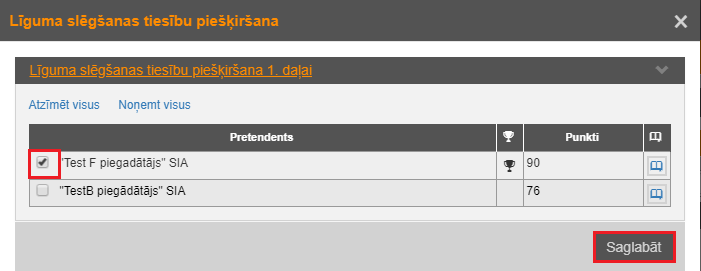 Līguma slēgšanas tiesību piešķiršana
Līguma slēgšanas tiesību piešķiršana 1. daļai
Atzīmēt visus Noņemt visus
Pretendents Punkti
"Test F piegadātājs" SIA 90
"TestB piegādātājs" SIA 76
Saglabāt